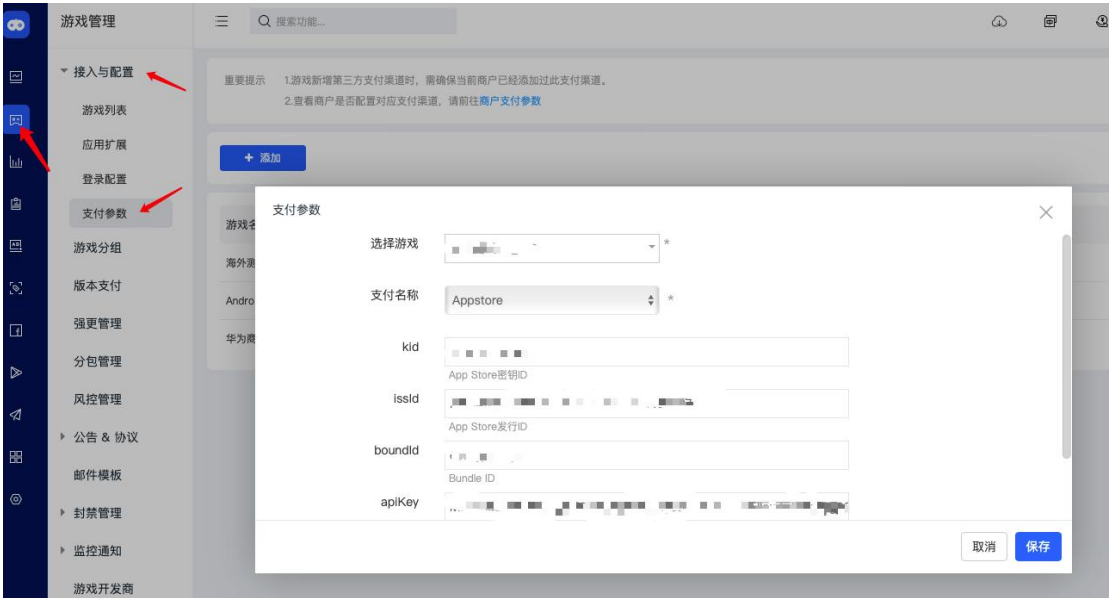 游戏管理
搜索功能...
接入与配置
游戏列表
应用扩展
登录配置
支付参数
游戏分组
版本支付
强更管理
分包管理
风控管理
公告 & 协议
邮件模板
封禁管理
监控通知
游戏开发商
重要提示 1.游戏新增第三方支付渠道时，需确保当前商户已经添加过此支付渠道。
2.查看商户是否配置对应支付渠道，请前往商户支付参数
+ 添加
游戏名
海外测
Andro
华为商
支付参数
选择游戏 *
支付名称 Appstore *
kid
App Store密钥ID
issId
App Store发行ID
boundId
Bundle ID
apiKey
取消 保存